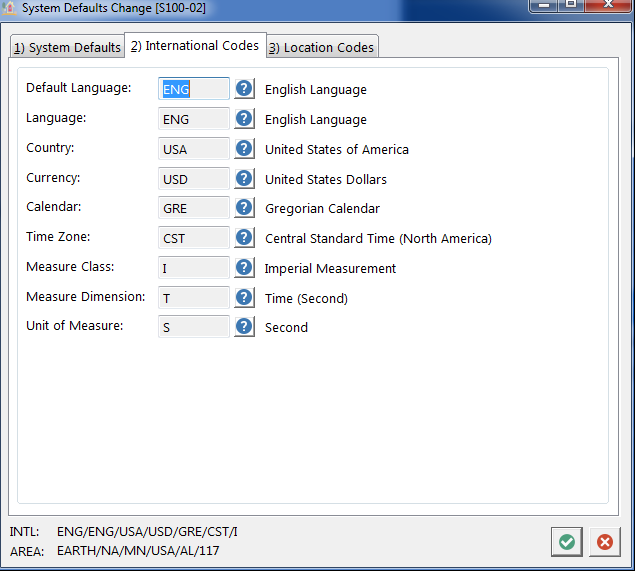 System Defaults Change [S100-02]
1) System Defaults 2) International Codes 3) Location Codes
Default Language: ENG ? English Language
Language: ENG ? English Language
Country: USA ? United States of America
Currency: USD ? United States Dollars
Calendar: GRE ? Gregorian Calendar
Time Zone: CST ? Central Standard Time (North America)
Measure Class: I ? Imperial Measurement
Measure Dimension: T ? Time (Second)
Unit of Measure: S ? Second
INTL: ENG/ENG/USA/USD/GRE/CST/I
AREA: EARTH/NA/MN/USA/AL/117